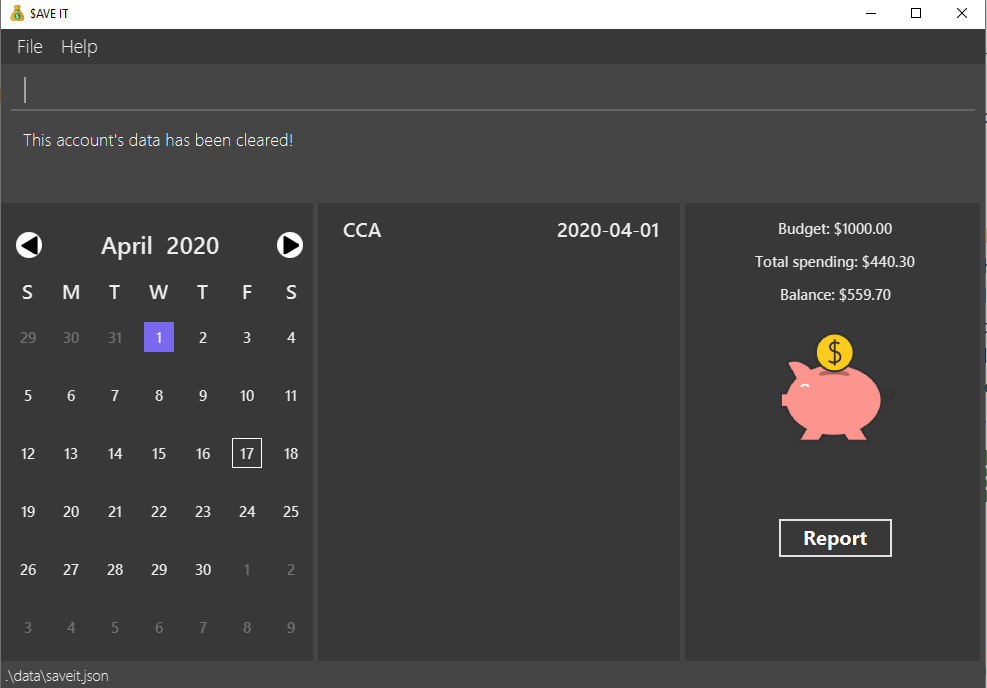 $AVE IT
File Help
This account's data has been cleared!
April 2020
S M T W T F S
29 30 31 1 2 3 4
5 6 7 8 9 10 11
12 13 14 15 16 17 18
19 20 21 22 23 24 25
26 27 28 29 30 1 2
3 4 5 6 7 8 9
CCA 2020-04-01
Budget: $1000.00
Total spending: $440.30
Balance: $559.70
$
Report
.\data\saveit.json